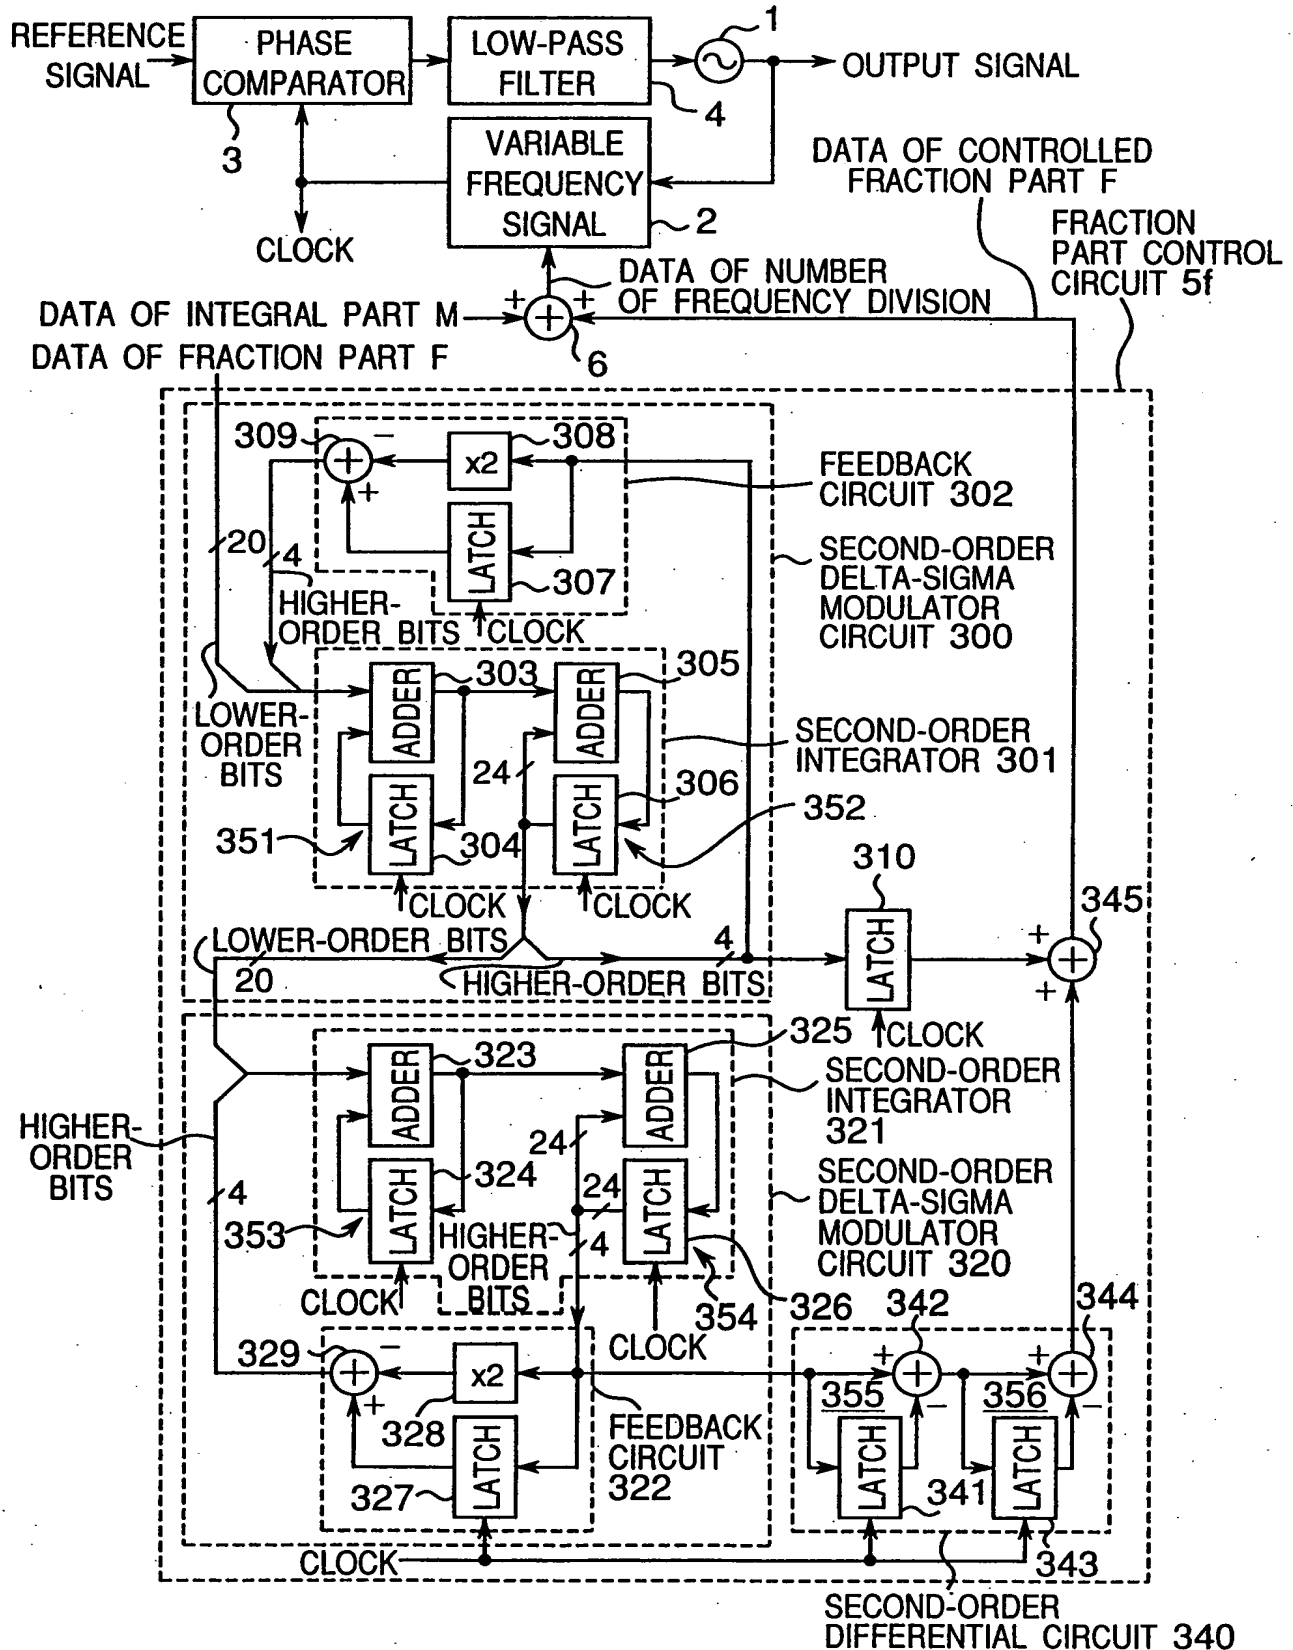 REFERENCE
SIGNAL
PHASE
COMPARATOR
3
LOW-PASS
FILTER
4
1
OUTPUT SIGNAL
VARIABLE
FREQUENCY
SIGNAL
2
CLOCK
DATA OF CONTROLLED
FRACTION PART F
FRACTION
PART CONTROL
CIRCUIT 5f
DATA OF NUMBER
OF FREQUENCY DIVISION
+ +
DATA OF INTEGRAL PART M
6
DATA OF FRACTION PART F
309
−
+
x2
308
LATCH
307
CLOCK
FEEDBACK
CIRCUIT 302
20
4
HIGHER-
ORDER BITS
SECOND-ORDER
DELTA-SIGMA
MODULATOR
CIRCUIT 300
LOWER-
ORDER
BITS
ADDER
303
ADDER
305
SECOND-ORDER
INTEGRATOR 301
24
LATCH
304
LATCH
306
351
352
CLOCK
CLOCK
310
LATCH
CLOCK
345
+
+
LOWER-ORDER BITS
20
4
HIGHER-ORDER BITS
ADDER
323
ADDER
325
SECOND-ORDER
INTEGRATOR
321
HIGHER-
ORDER
BITS
4
24
24
LATCH
324
353
HIGHER-
ORDER
BITS
4
LATCH
326
354
CLOCK
CLOCK
SECOND-ORDER
DELTA-SIGMA
MODULATOR
CIRCUIT 320
329
−
+
x2
328
LATCH
327
FEEDBACK
CIRCUIT
322
342
+
−
355
LATCH
341
344
+
−
356
LATCH
343
CLOCK
SECOND-ORDER
DIFFERENTIAL CIRCUIT 340